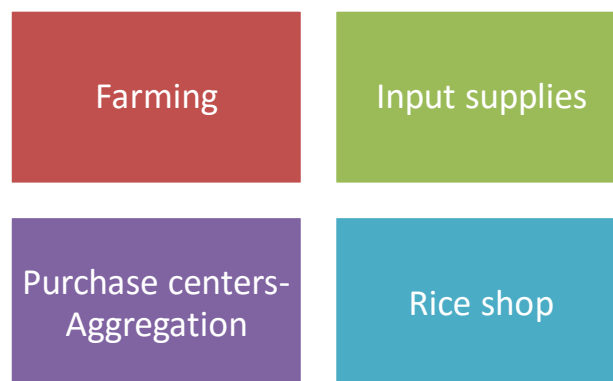 Farming
Input supplies
Purchase centers-
Aggregation
Rice shop